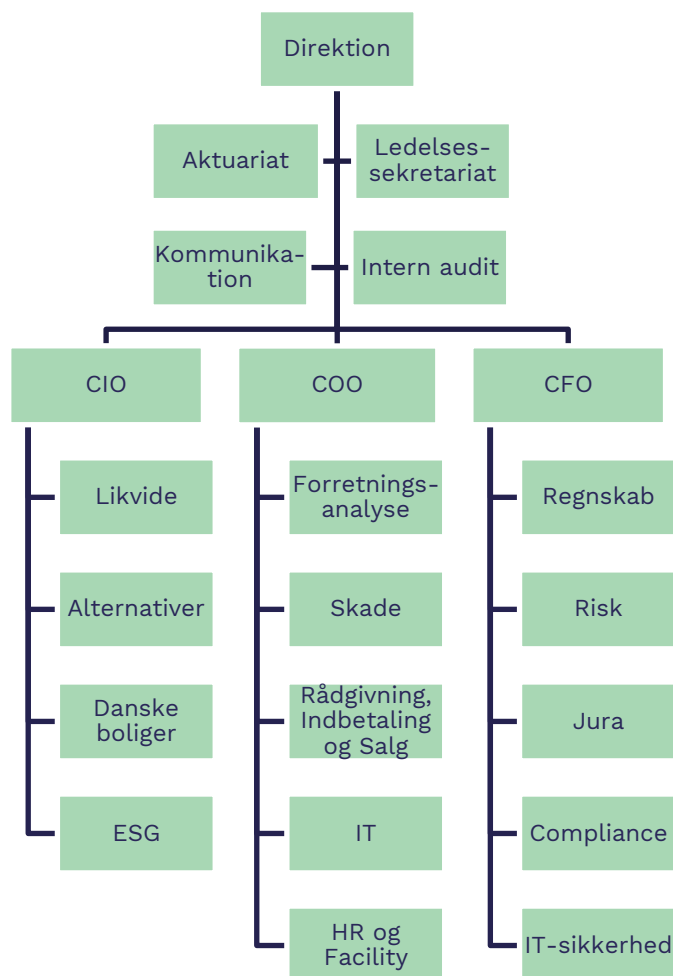 Direktion
Aktuariat
Ledelses-
sekretariat
Kommunika-
tion
Intern audit
CIO
COO
CFO
Likvide
Forretnings-
analyse
Regnskab
Alternativer
Skade
Risk
Danske
boliger
Rådgivning,
Indbetaling
og Salg
Jura
ESG
IT
Compliance
HR og
Facility
IT-sikkerhed